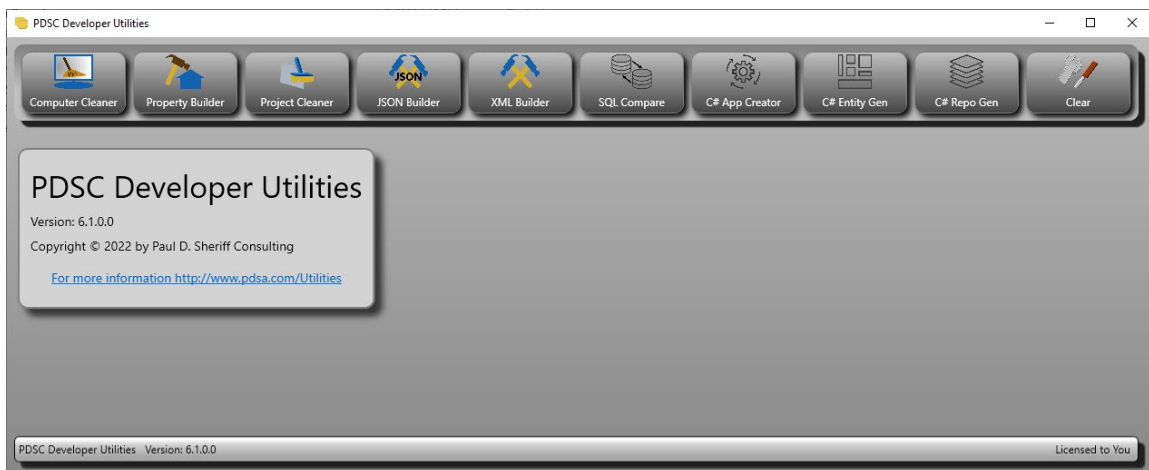 PDSC Developer Utilities
Computer Cleaner
Property Builder
Project Cleaner
JSON
JSON Builder
XML Builder
SQL Compare
C# App Creator
C# Entity Gen
C# Repo Gen
Clear
PDSC Developer Utilities
Version: 6.1.0.0
Copyright © 2022 by Paul D. Sheriff Consulting
For more information http://www.pdsa.com/Utilities
PDSC Developer Utilities Version: 6.1.0.0
Licensed to You